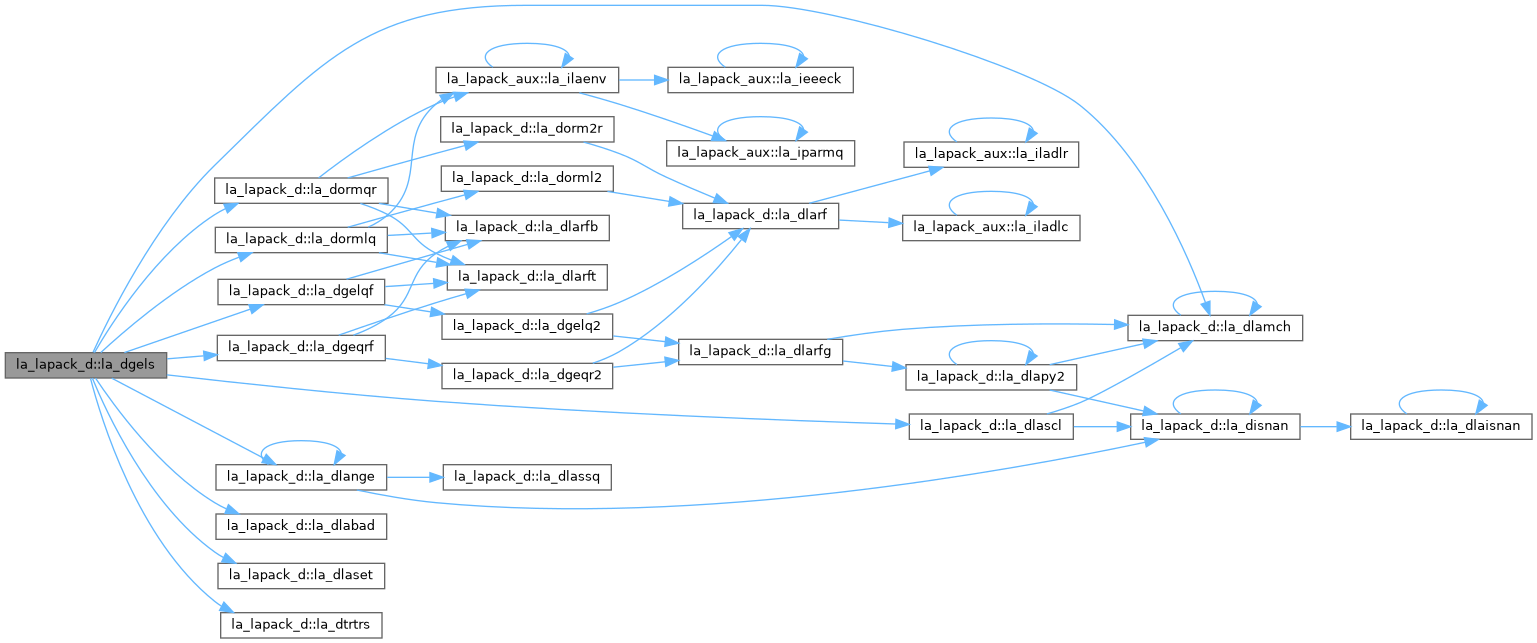 la_lapack_d::la_dgels
la_lapack_d::la_dormqr
la_lapack_d::la_dormlq
la_lapack_d::la_dgelqf
la_lapack_d::la_dgeqrf
la_lapack_d::la_dlange
la_lapack_d::la_dlabad
la_lapack_d::la_dlaset
la_lapack_d::la_dtrtrs
la_lapack_aux::la_ilaenv
la_lapack_d::la_dorm2r
la_lapack_d::la_dorml2
la_lapack_d::la_dlarfb
la_lapack_d::la_dlarft
la_lapack_d::la_dgelq2
la_lapack_d::la_dgeqr2
la_lapack_d::la_dlassq
la_lapack_aux::la_ieeeck
la_lapack_aux::la_iparmq
la_lapack_d::la_dlarf
la_lapack_d::la_dlarfg
la_lapack_aux::la_iladlr
la_lapack_aux::la_iladlc
la_lapack_d::la_dlapy2
la_lapack_d::la_dlascl
la_lapack_d::la_dlamch
la_lapack_d::la_disnan
la_lapack_d::la_dlaisnan